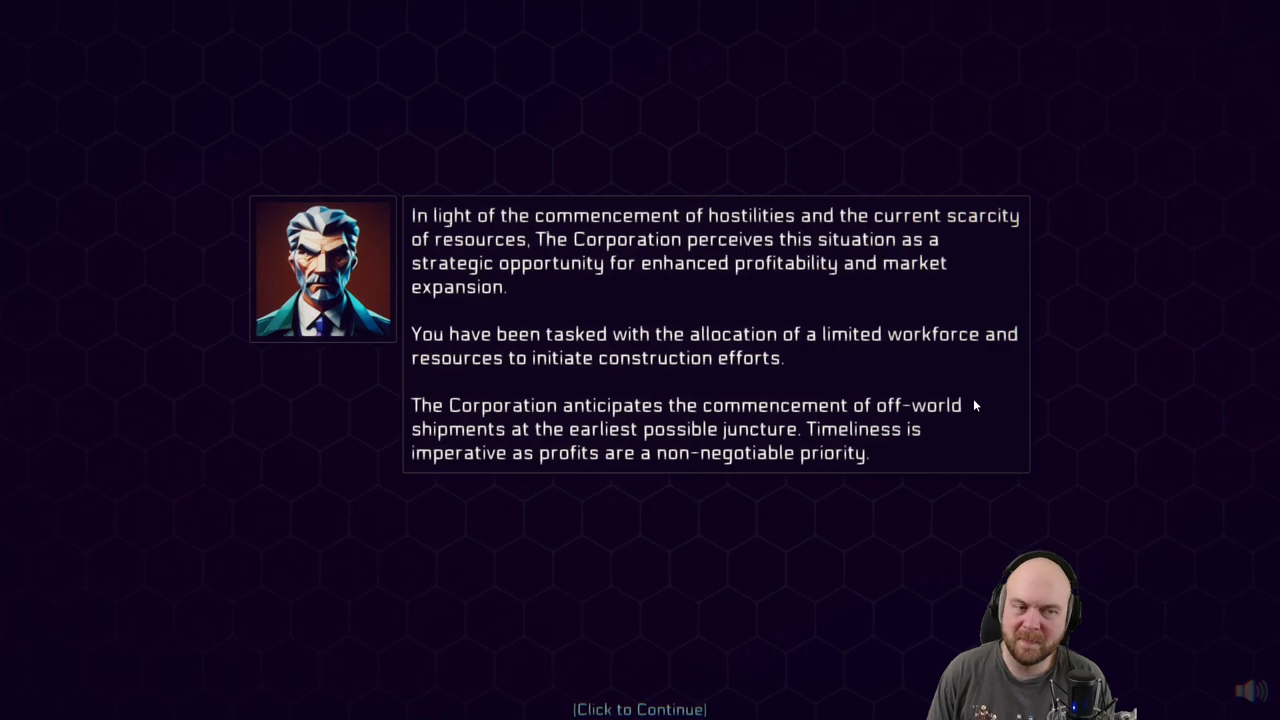 In light of the commencement of hostilities and the current scarcity
of resources, The Corporation perceives this situation as a
strategic opportunity for enhanced profitability and market
expansion.
You have been tasked with the allocation of a limited workforce and
resources to initiate construction efforts.
The Corporation anticipates the commencement of off-world
shipments at the earliest possible juncture. Timeliness is
imperative as profits are a non-negotiable priority.
(Click to Continue)